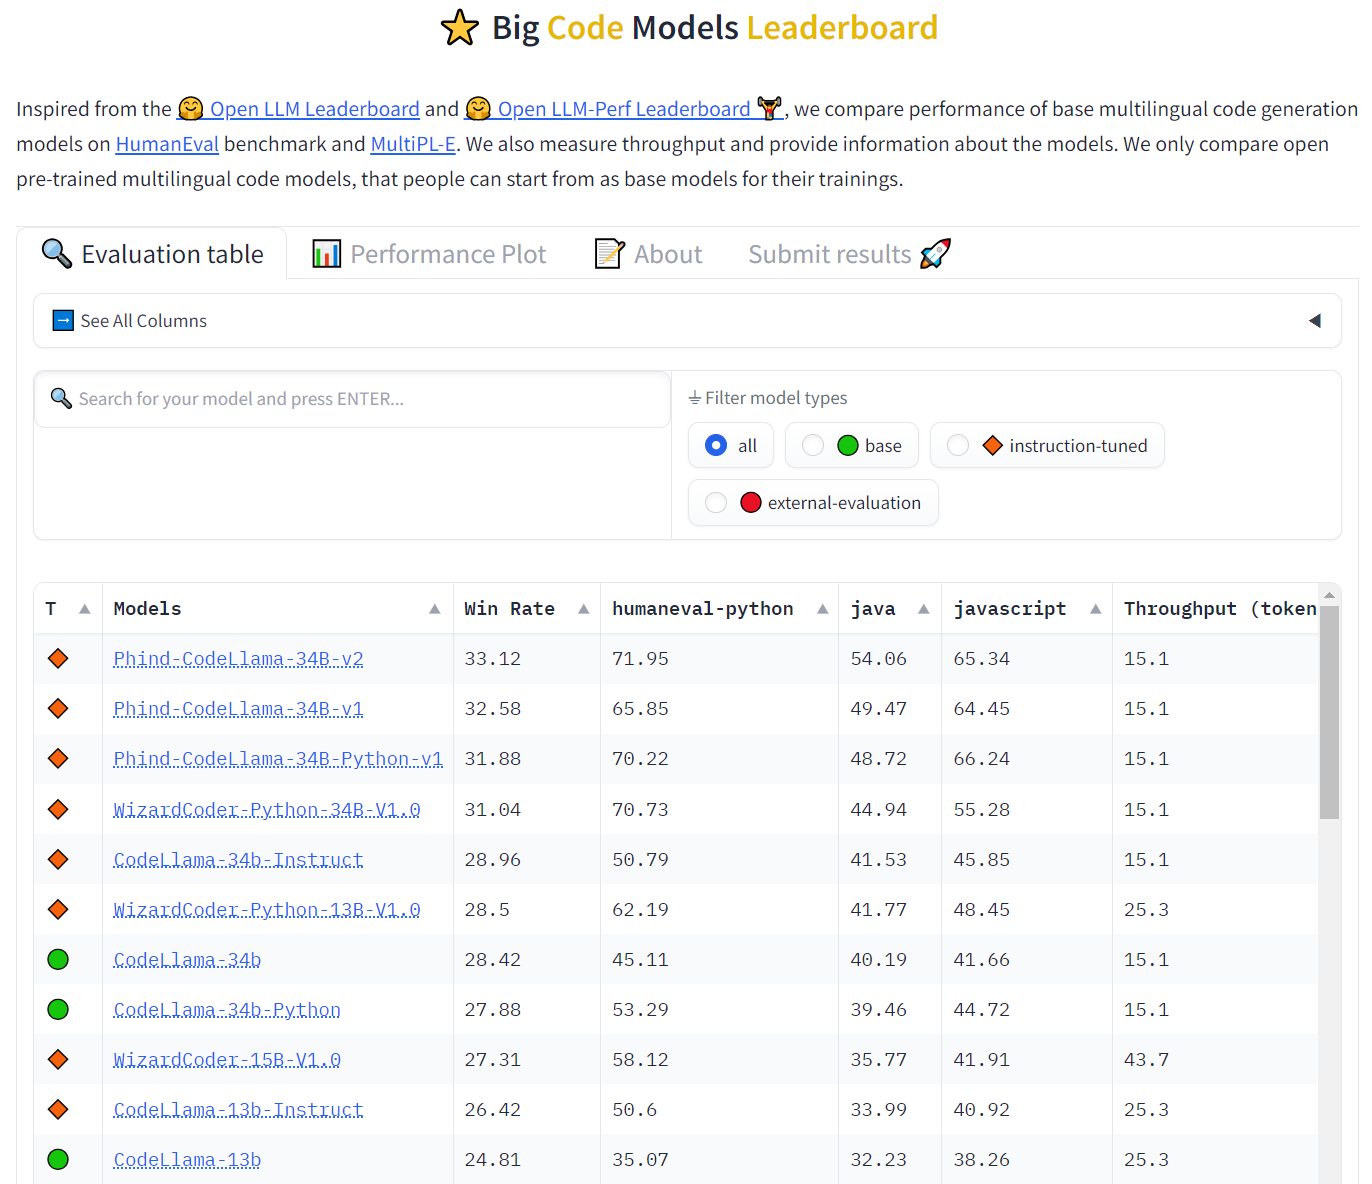 Big Code Models Leaderboard
Inspired from the 🤗 Open LLM Leaderboard and 🤗 Open LLM-Perf Leaderboard 🏋️, we compare performance of base multilingual code generation
models on HumanEval benchmark and MultiPL-E. We also measure throughput and provide information about the models. We only compare open
pre-trained multilingual code models, that people can start from as base models for their trainings.
Evaluation table Performance Plot About Submit results
See All Columns
Search for your model and press ENTER...
Filter model types
all base instruction-tuned
external-evaluation
T Models Win Rate humaneval-python java javascript Throughput (token
Phind-CodeLlama-34B-v2 33.12 71.95 54.06 65.34 15.1
Phind-CodeLlama-34B-v1 32.58 65.85 49.47 64.45 15.1
Phind-CodeLlama-34B-Python-v1 31.88 70.22 48.72 66.24 15.1
WizardCoder-Python-34B-V1.0 31.04 70.73 44.94 55.28 15.1
CodeLlama-34b-Instruct 28.96 50.79 41.53 45.85 15.1
WizardCoder-Python-13B-V1.0 28.5 62.19 41.77 48.45 25.3
CodeLlama-34b 28.42 45.11 40.19 41.66 15.1
CodeLlama-34b-Python 27.88 53.29 39.46 44.72 15.1
WizardCoder-15B-V1.0 27.31 58.12 35.77 41.91 43.7
CodeLlama-13b-Instruct 26.42 50.6 33.99 40.92 25.3
CodeLlama-13b 24.81 35.07 32.23 38.26 25.3